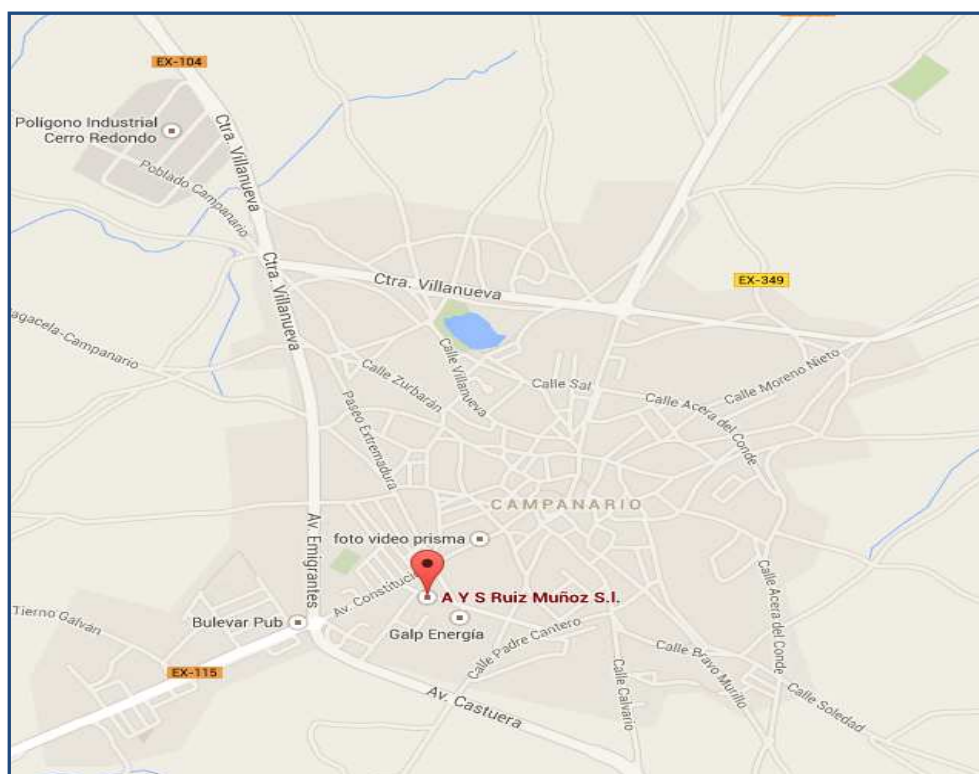 EX-104
Polígono Industrial
Cerro Redondo
Ctra. Villanueva
Poblado Campanario
Ctra. Villanueva
Ctra. Villanueva
EX-349
agacela-Campanario
Calle Villanueva
Calle Zurbarán
Calle Sal
Calle Moreno Nieto
Calle Acera del Conde
Paseo Extremadura
CAMPANARIO
Av. Emigrantes
foto video prisma
Av. Constitució
A Y S Ruiz Muñoz S.l.
Tierno Galván
Bulevar Pub
Galp Energía
Calle Padre Cantero
Calle Acera del Conde
EX-115
Av. Castuera
Calle Calvario
Calle Bravo Murillo
Calle Soledad